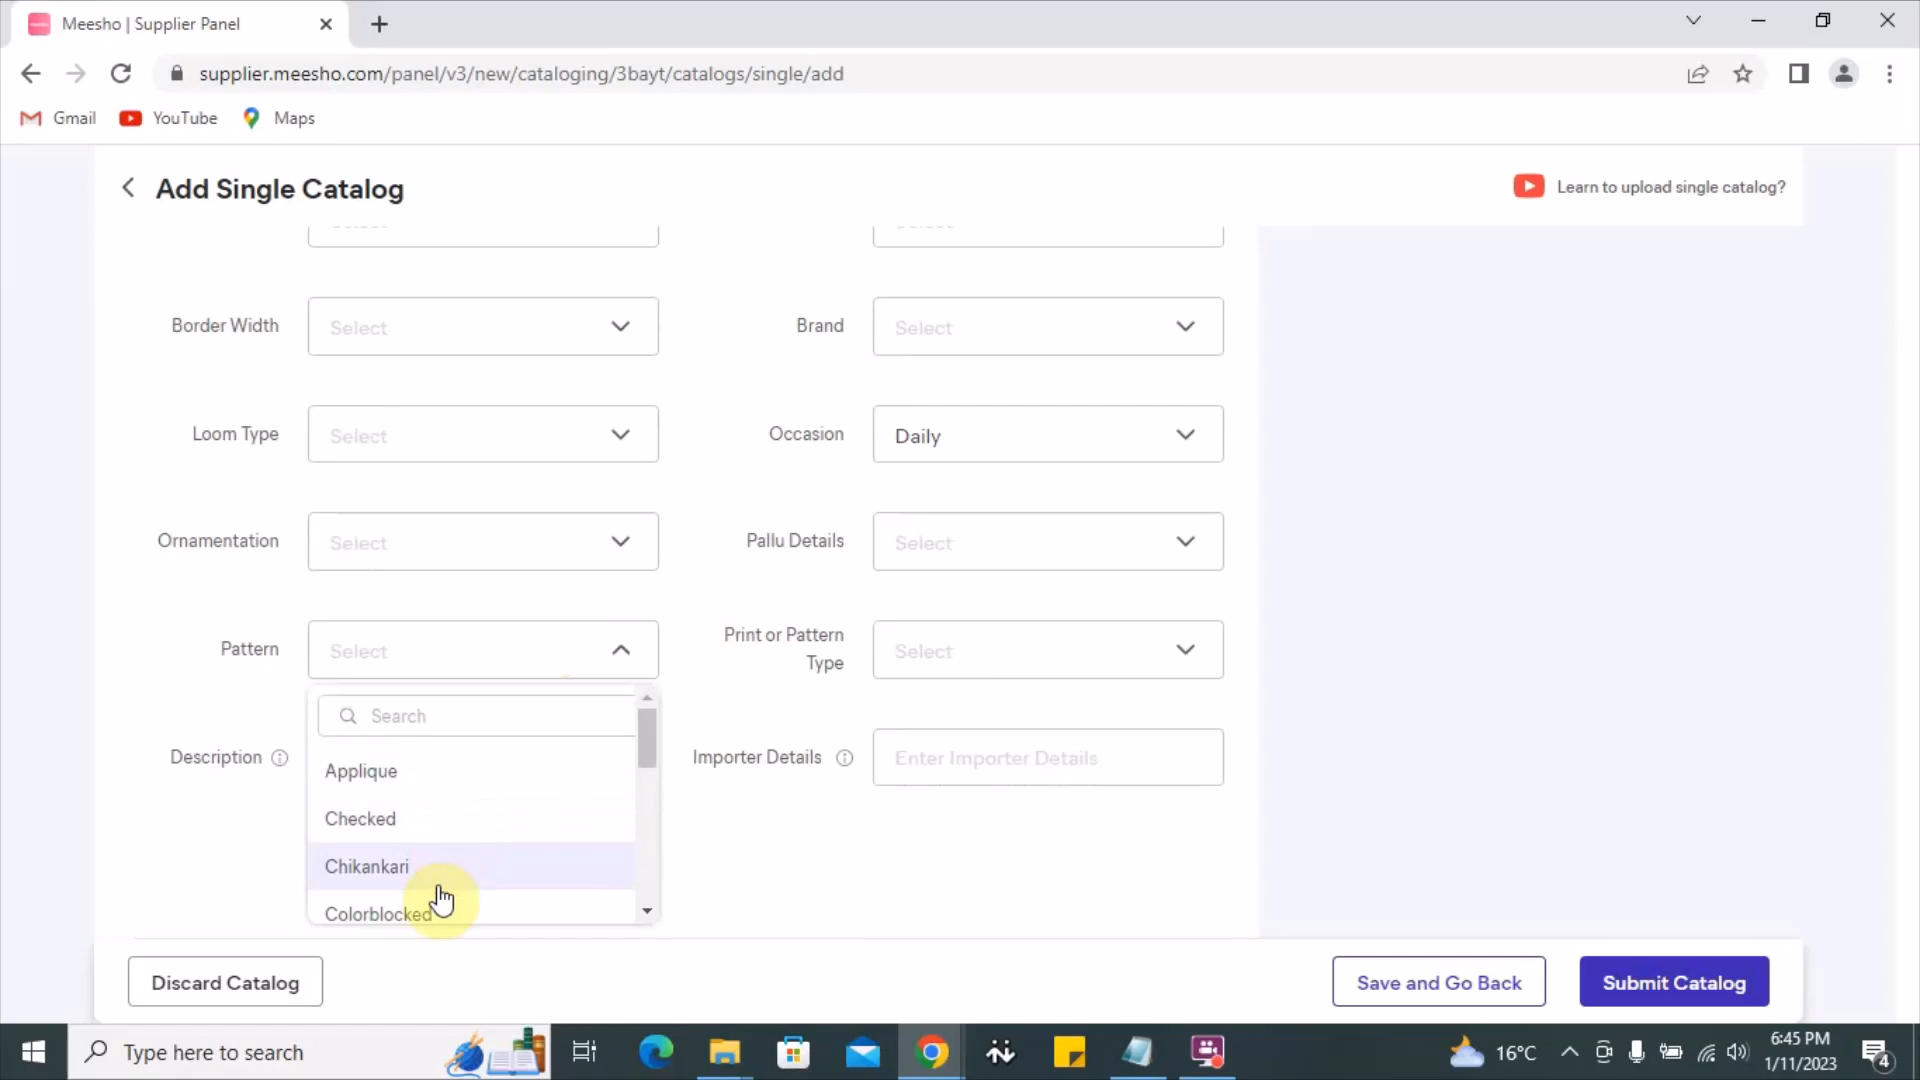 Meesho | Supplier Panel
supplier.meesho.com/panel/v3/new/cataloging/3bayt/catalogs/single/add
Gmail YouTube Maps
Add Single Catalog
Learn to upload single catalog?
Border Width Select Brand Select
Loom Type Select Occasion Daily
Ornamentation Select Pallu Details Select
Pattern Select Print or Pattern Type Select
Search
Description Importer Details Enter Importer Details
Applique
Checked
Chikankari
Colorblocked
Discard Catalog Save and Go Back Submit Catalog
Type here to search 16°C 6:45 PM
1/11/2023 4